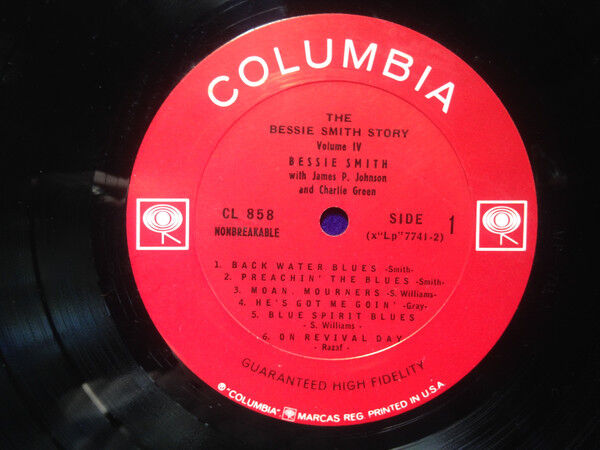 COLUMBIA
THE
BESSIE SMITH STORY
Volume IV
BESSIE SMITH
with James P. Johnson
and Charlie Green
CL 858
NONBREAKABLE
SIDE 1
(x"Lp"7741-2)
1. BACK WATER BLUES -Smith-
2. PREACHIN' THE BLUES -Smith-
3. MOAN, MOURNERS -S. Williams-
4. HE'S GOT ME GOIN' -Gray-
5. BLUE SPIRIT BLUES
- S. Williams -
6. ON REVIVAL DAY
- Razaf -
GUARANTEED HIGH FIDELITY
® "COLUMBIA" MARCAS REG. PRINTED IN U.S.A.